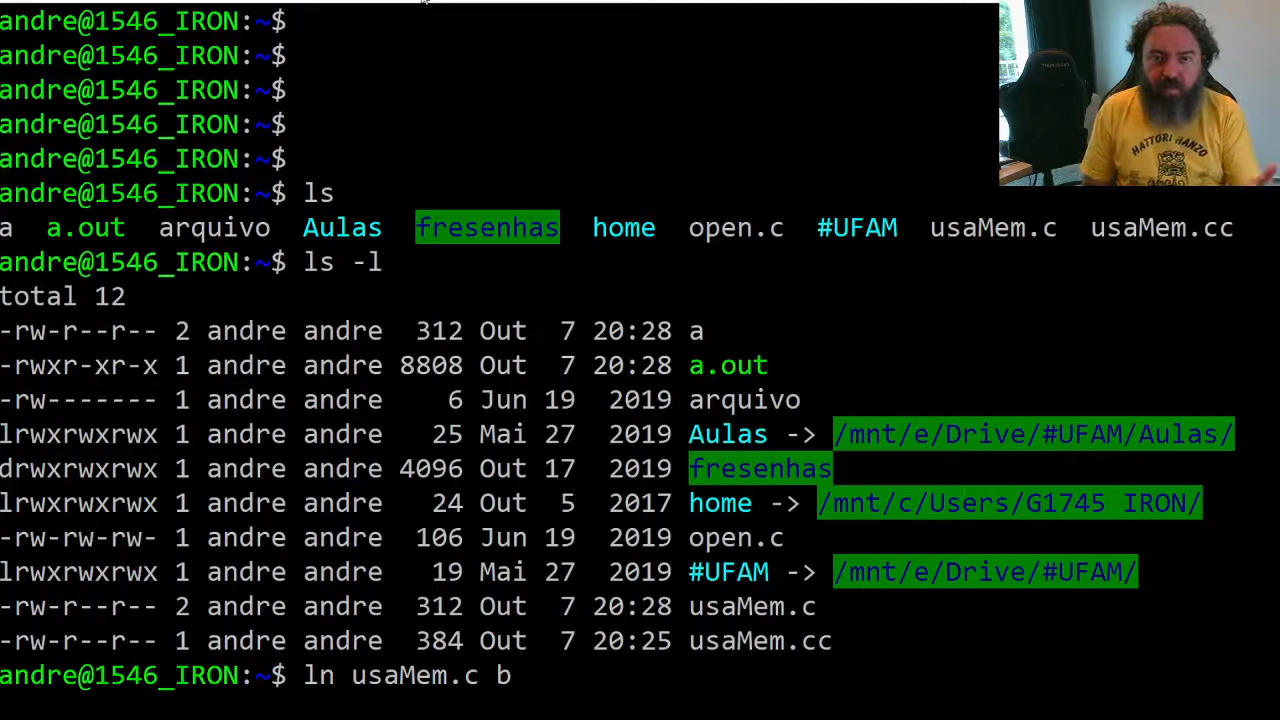 andre@1546_IRON:~$
andre@1546_IRON:~$
andre@1546_IRON:~$
andre@1546_IRON:~$
andre@1546_IRON:~$
andre@1546_IRON:~$ ls
a a.out arquivo Aulas fresenhas home open.c #UFAM usaMem.c usaMem.cc
andre@1546_IRON:~$ ls -l
total 12
-rw-r--r-- 2 andre andre 312 Out 7 20:28 a
-rwxr-xr-x 1 andre andre 8808 Out 7 20:28 a.out
-rw------- 1 andre andre 6 Jun 19 2019 arquivo
lrwxrwxrwx 1 andre andre 25 Mai 27 2019 Aulas -> /mnt/e/Drive/#UFAM/Aulas/
drwxrwxrwx 1 andre andre 4096 Out 17 2019 fresenhas
lrwxrwxrwx 1 andre andre 24 Out 5 2017 home -> /mnt/c/Users/G1745 IRON/
-rw-rw-rw- 1 andre andre 106 Jun 19 2019 open.c
lrwxrwxrwx 1 andre andre 19 Mai 27 2019 #UFAM -> /mnt/e/Drive/#UFAM/
-rw-r--r-- 2 andre andre 312 Out 7 20:28 usaMem.c
-rw-r--r-- 1 andre andre 384 Out 7 20:25 usaMem.cc
andre@1546_IRON:~$ ln usaMem.c b
HATTORI HANZO